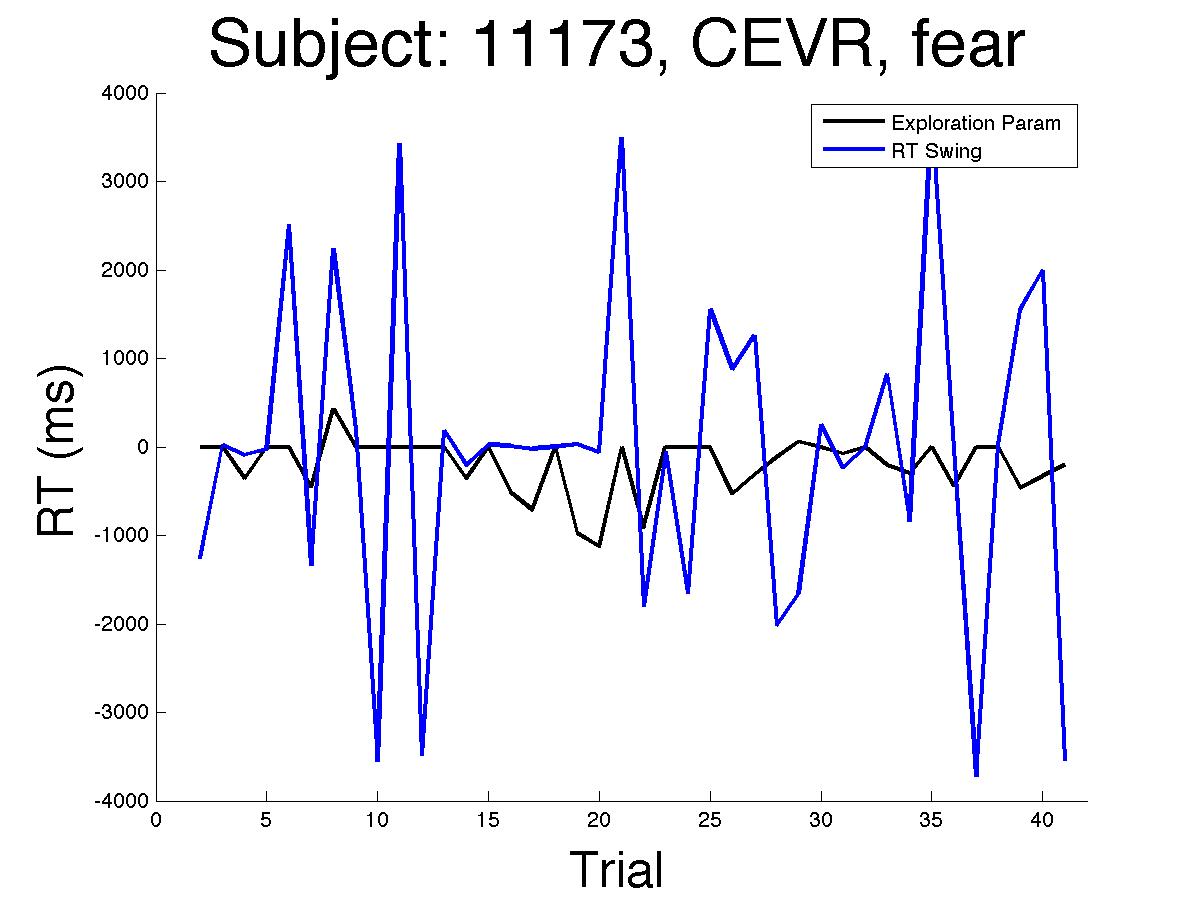 Subject: 11173, CEVR, fear
4000
3000
2000
1000
0
-1000
-2000
-3000
-4000
RT (ms)
Exploration Param
RT Swing
0 5 10 15 20 25 30 35 40
Trial